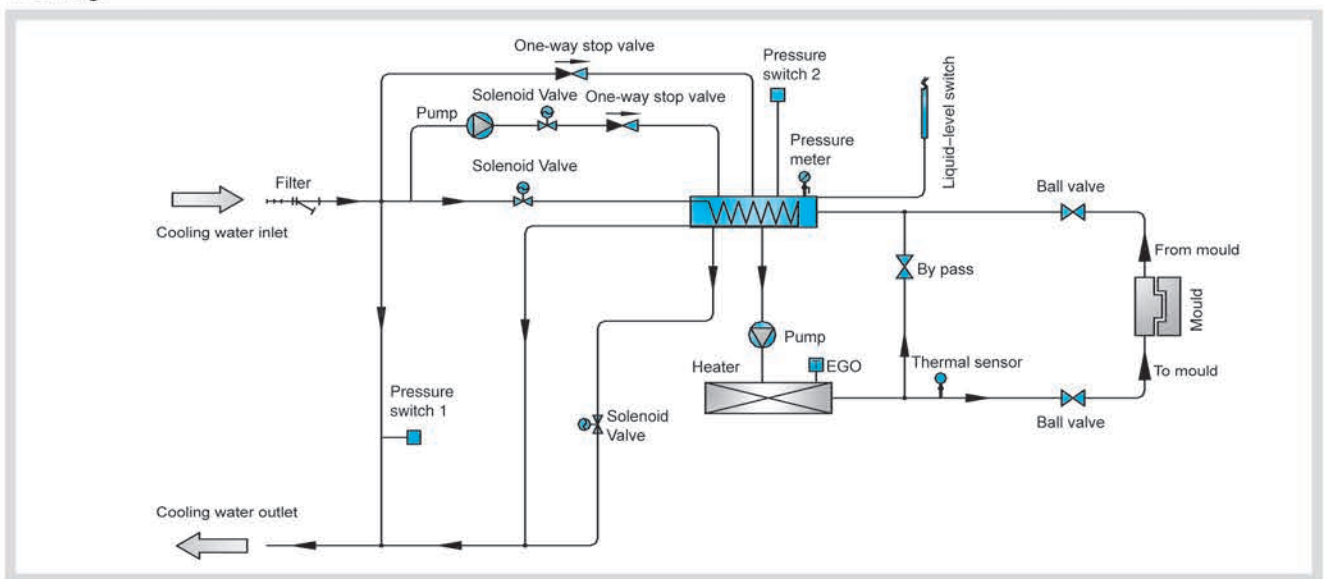 One-way stop valve
Pressure
switch 2
Liquid-level switch
Solenoid Valve
One-way stop valve
Pump
Pressure
meter
Solenoid Valve
Filter
Ball valve
Cooling water inlet
From mould
By pass
Mould
Pump
Heater
EGO
Thermal sensor
To mould
Pressure
switch 1
Solenoid
Valve
Ball valve
Cooling water outlet